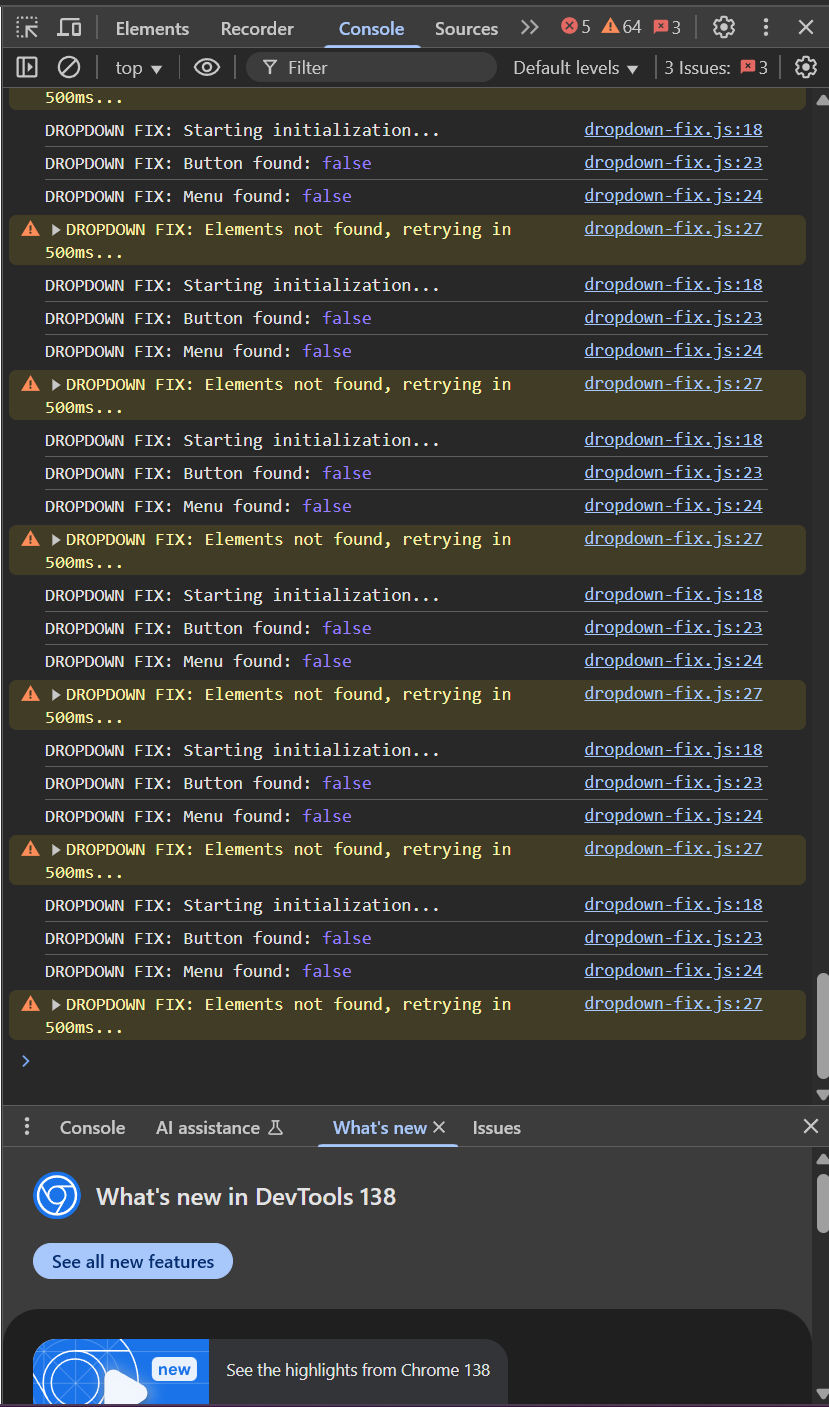 Elements Recorder Console Sources 5 64 3
top Filter Default levels 3 Issues: 3
500ms...
DROPDOWN FIX: Starting initialization... dropdown-fix.js:18
DROPDOWN FIX: Button found: false dropdown-fix.js:23
DROPDOWN FIX: Menu found: false dropdown-fix.js:24
DROPDOWN FIX: Elements not found, retrying in dropdown-fix.js:27
500ms...
DROPDOWN FIX: Starting initialization... dropdown-fix.js:18
DROPDOWN FIX: Button found: false dropdown-fix.js:23
DROPDOWN FIX: Menu found: false dropdown-fix.js:24
DROPDOWN FIX: Elements not found, retrying in dropdown-fix.js:27
500ms...
DROPDOWN FIX: Starting initialization... dropdown-fix.js:18
DROPDOWN FIX: Button found: false dropdown-fix.js:23
DROPDOWN FIX: Menu found: false dropdown-fix.js:24
DROPDOWN FIX: Elements not found, retrying in dropdown-fix.js:27
500ms...
DROPDOWN FIX: Starting initialization... dropdown-fix.js:18
DROPDOWN FIX: Button found: false dropdown-fix.js:23
DROPDOWN FIX: Menu found: false dropdown-fix.js:24
DROPDOWN FIX: Elements not found, retrying in dropdown-fix.js:27
500ms...
DROPDOWN FIX: Starting initialization... dropdown-fix.js:18
DROPDOWN FIX: Button found: false dropdown-fix.js:23
DROPDOWN FIX: Menu found: false dropdown-fix.js:24
DROPDOWN FIX: Elements not found, retrying in dropdown-fix.js:27
500ms...
DROPDOWN FIX: Starting initialization... dropdown-fix.js:18
DROPDOWN FIX: Button found: false dropdown-fix.js:23
DROPDOWN FIX: Menu found: false dropdown-fix.js:24
DROPDOWN FIX: Elements not found, retrying in dropdown-fix.js:27
500ms...
Console AI assistance What's new Issues
What's new in DevTools 138
See all new features
new
See the highlights from Chrome 138